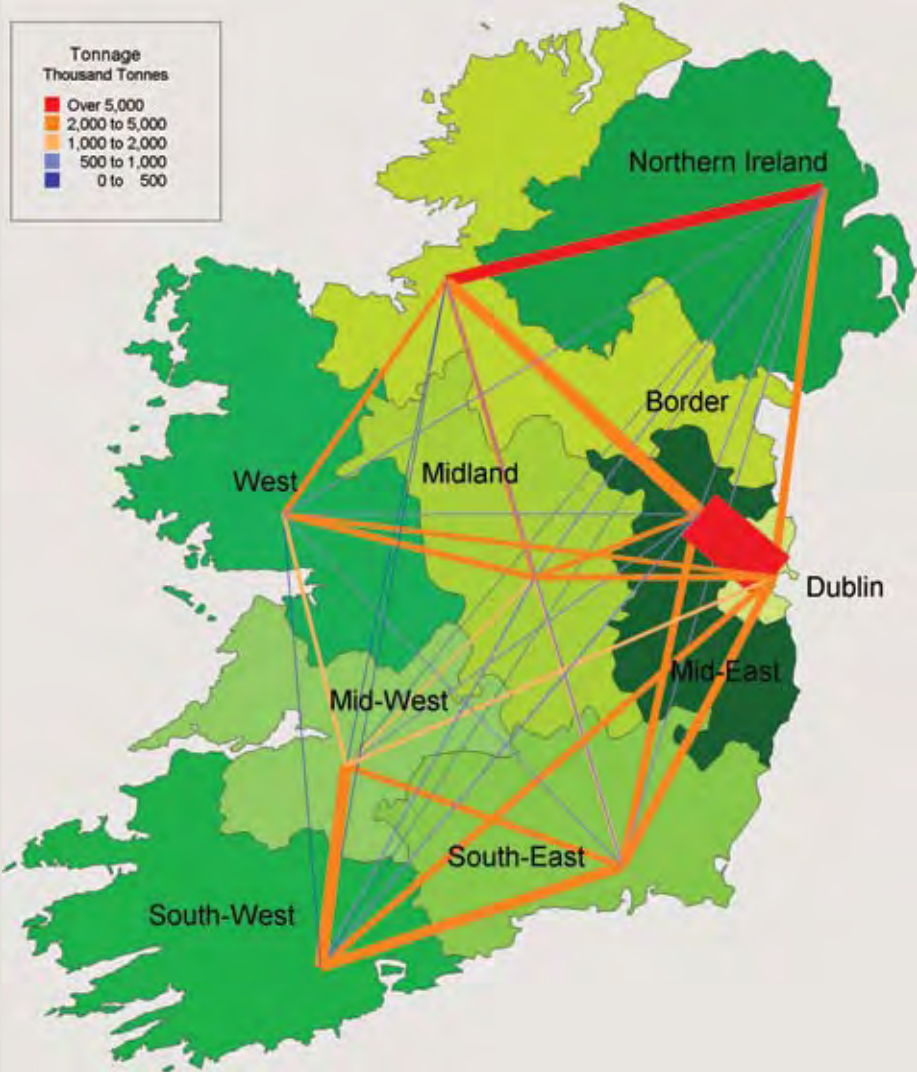 Tonnage
Thousand Tonnes
Over 5,000
2,000 to 5,000
1,000 to 2,000
500 to 1,000
0 to 500
Northern Ireland
Border
West
Midland
Dublin
Mid-East
Mid-West
South-East
South-West